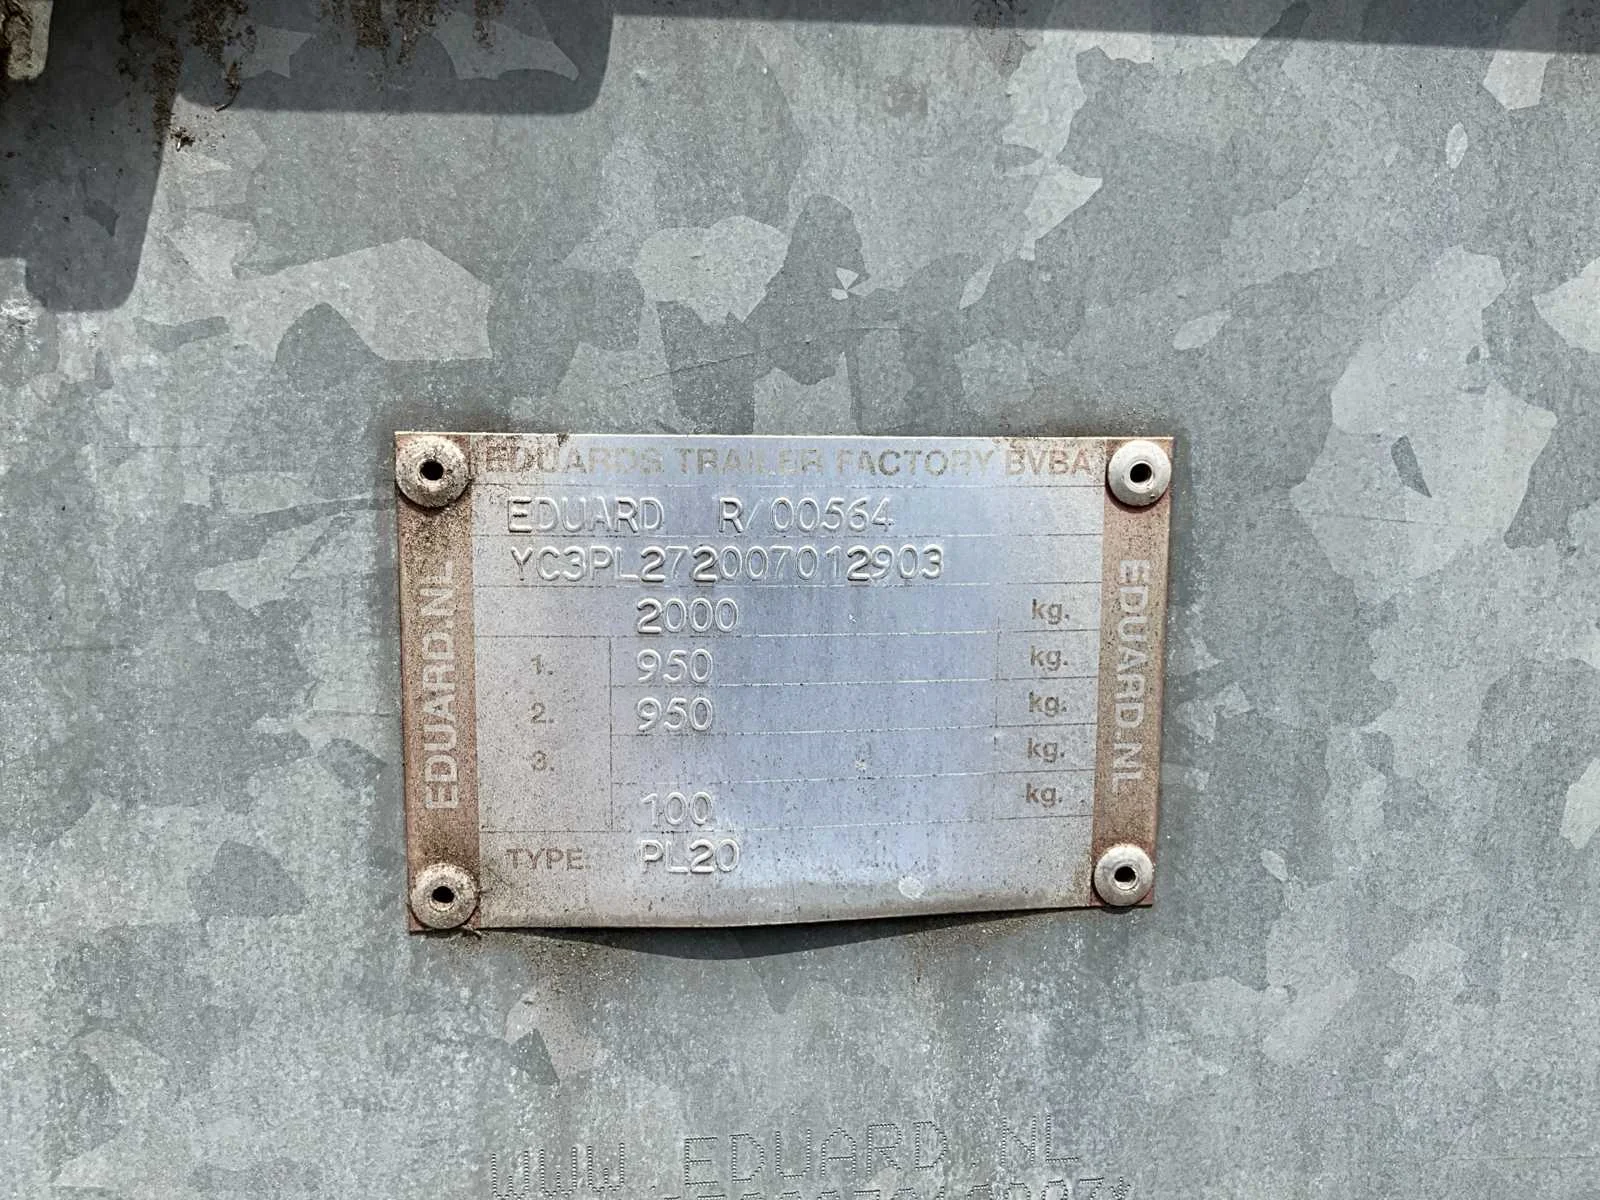 EDUARDS TRAILER FACTORY BVBA
EDUARD R/00564
YC3PL272007012903
2000 kg.
1. 950 kg.
2. 950 kg.
3. kg.
100 kg.
TYPE: PL20
EDUARD.NL
EDUARD.NL
WWW.EDUARD.NL